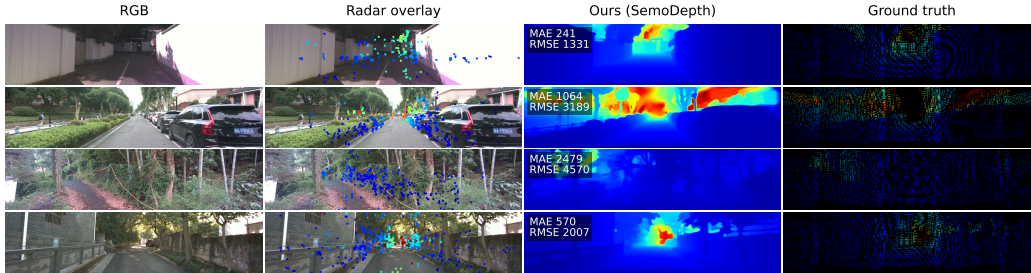 RGB
Radar overlay
Ours (SemoDepth)
Ground truth
MAE 241
RMSE 1331
MAE 1064
RMSE 3189
MAE 2479
RMSE 4570
MAE 570
RMSE 2007